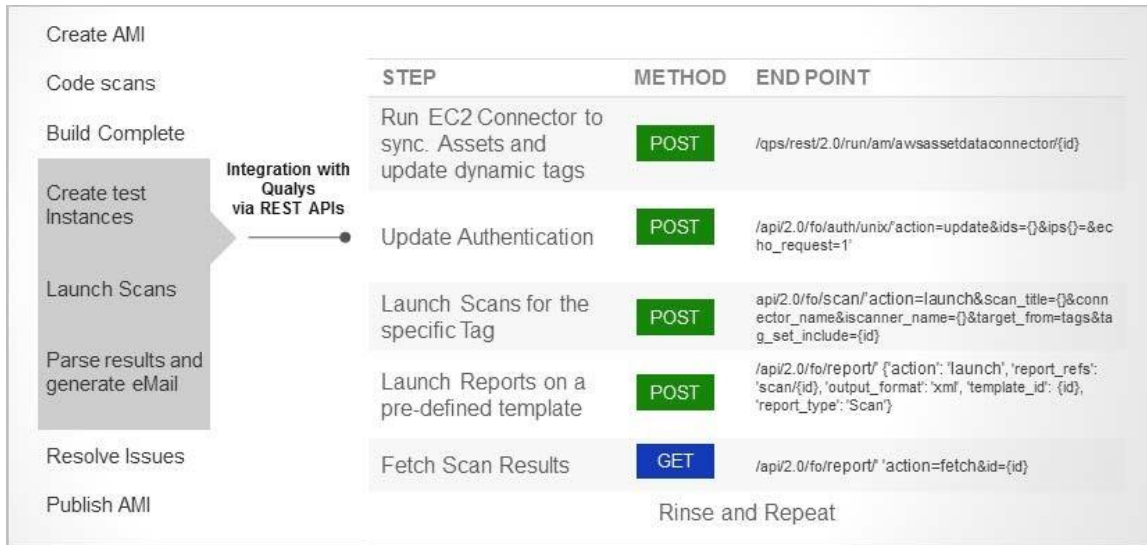 Create AMI
Code scans
Build Complete
Create test
Instances
Launch Scans
Parse results and
generate eMail
Resolve Issues
Publish AMI
Integration with
Qualys
via REST APIs
STEP METHOD END POINT
Run EC2 Connector to
sync. Assets and
update dynamic tags
POST
/qps/rest/2.0/run/am/awsassetdataconnector/{id}
Update Authentication
POST
/api/2.0/fo/auth/unix/'action=update&ids={}&ips{}=&ec
ho_request=1'
Launch Scans for the
specific Tag
POST
api/2.0/fo/scan/'action=launch&scan_title={}&conn
ector_name&iscanner_name={}&target_from=tags&ta
g_set_include={id}
Launch Reports on a
pre-defined template
POST
/api/2.0/fo/report/' {'action': 'launch', 'report_refs':
'scan/{id}, 'output_format': 'xml', 'template_id': {id},
'report_type': 'Scan'}
Fetch Scan Results
GET
/api/2.0/fo/report/' 'action=fetch&id={id}
Rinse and Repeat